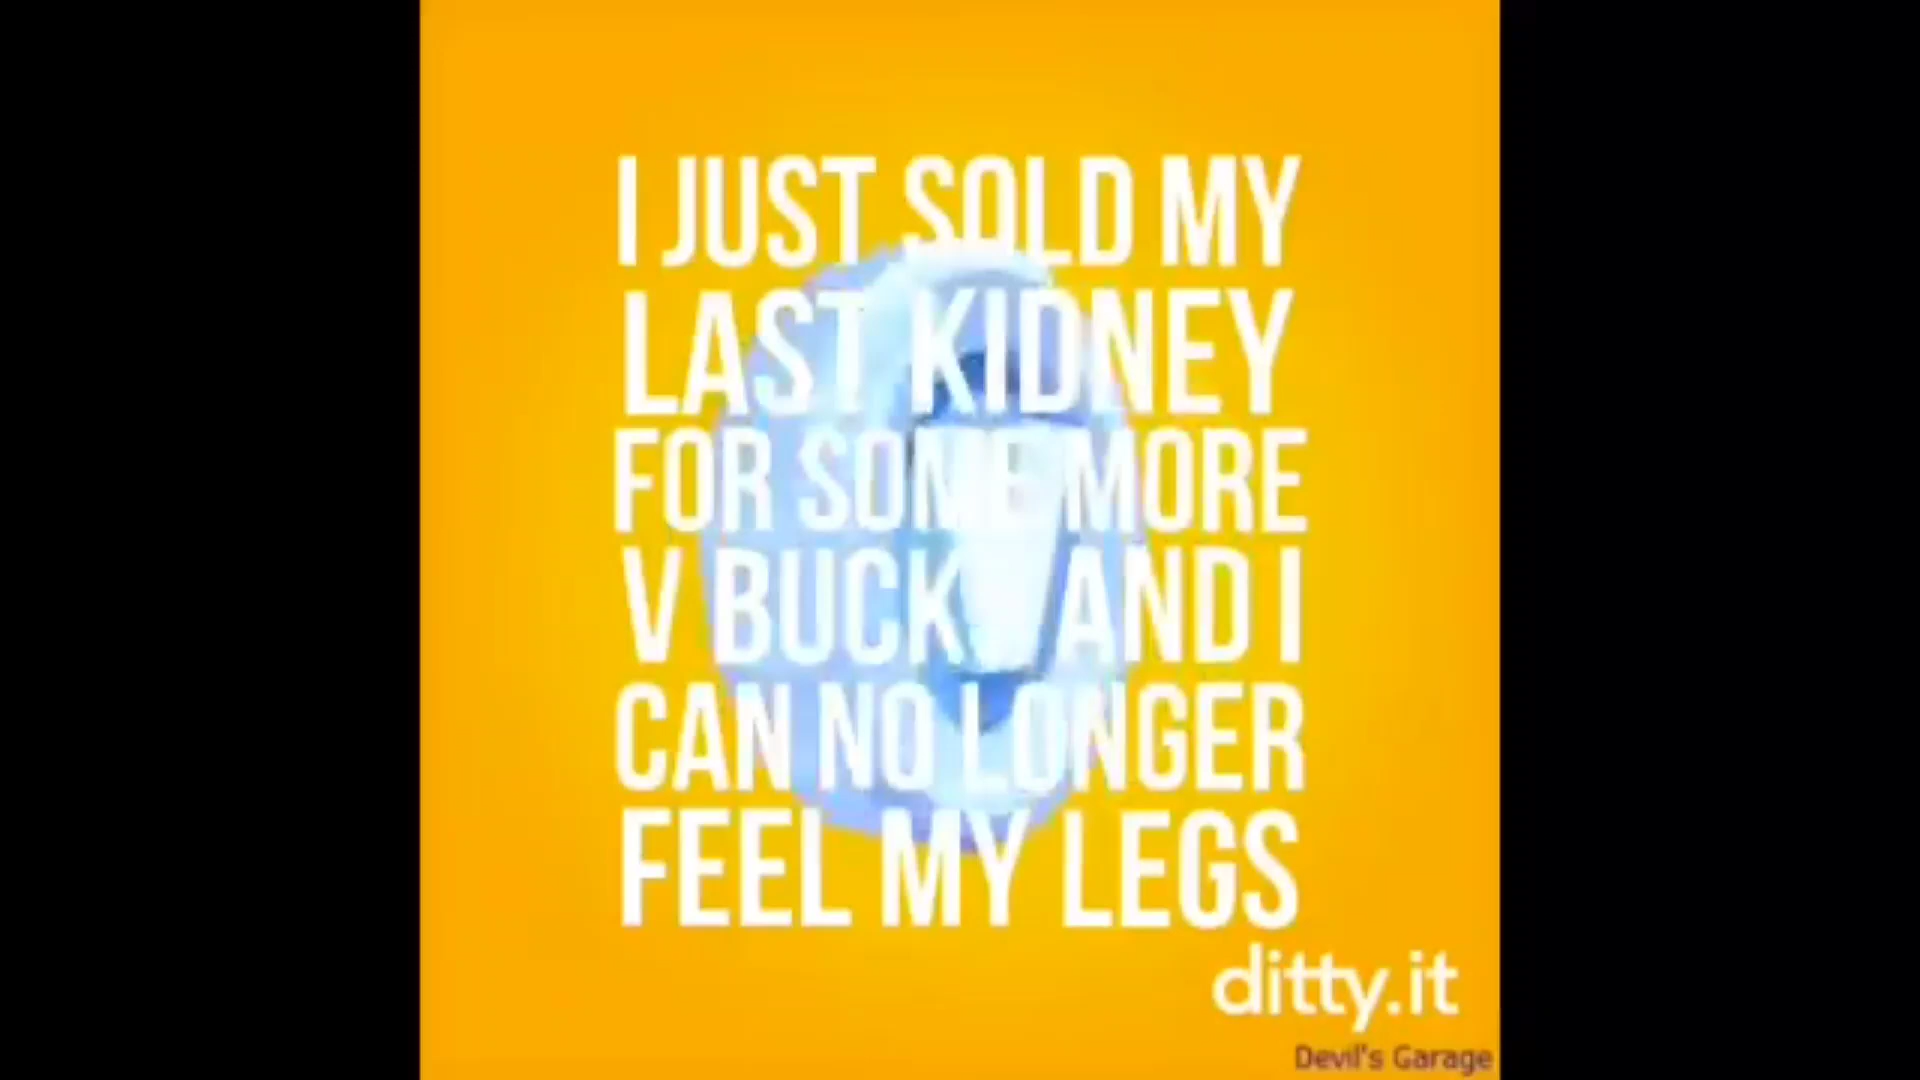 I JUST SOLD MY
LAST KIDNEY
FOR SOME MORE
V BUCK AND I
CAN NO LONGER
FEEL MY LEGS
ditty.it
Devil's Garage